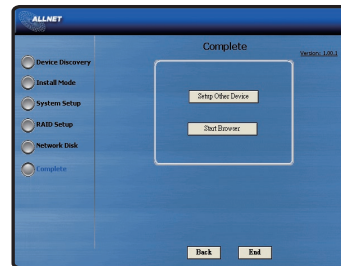 ALLNET
Complete
Version: 1.00.1
Device Discovery
Install Mode
System Setup
RAID Setup
Network Disk
Complete
Setup Other Device
Start Browser
Back
End